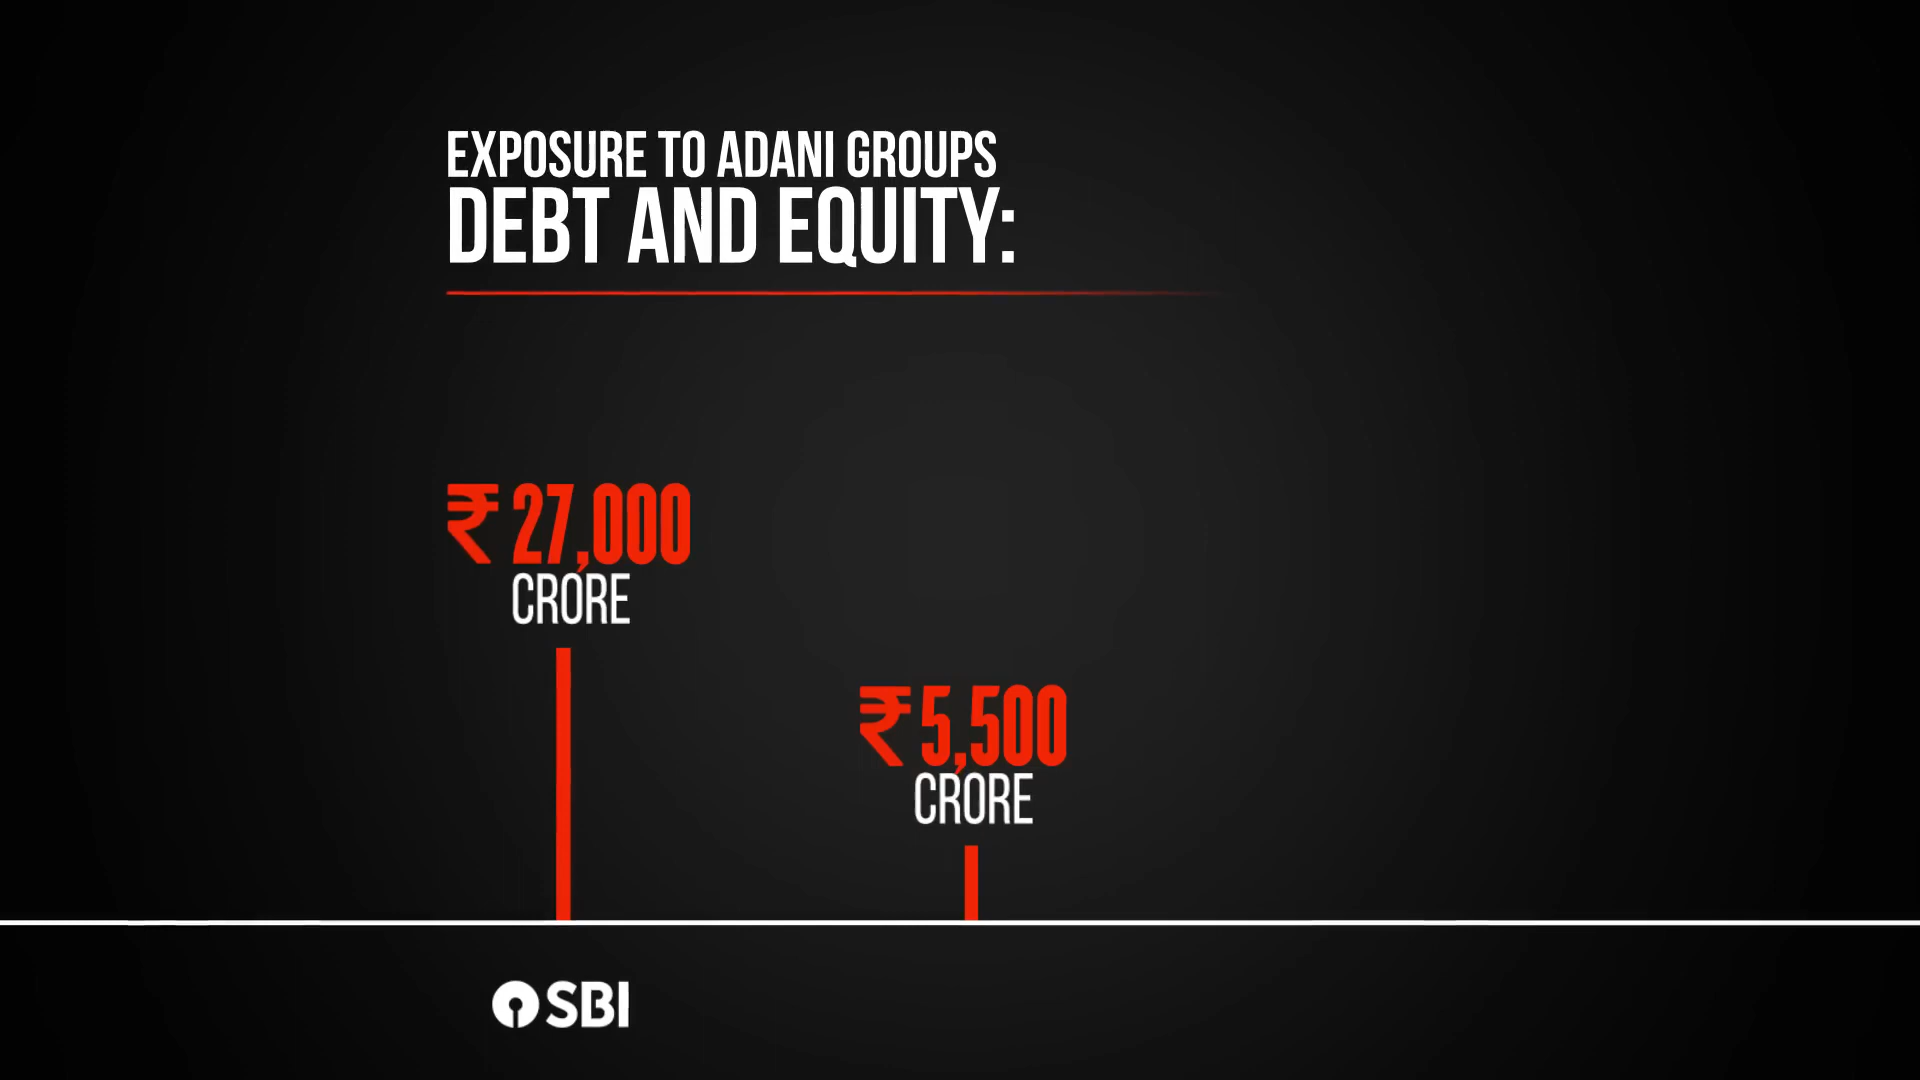 EXPOSURE TO ADANI GROUPS
DEBT AND EQUITY:
₹ 27,000
CRORE
₹ 5,500
CRORE
SBI